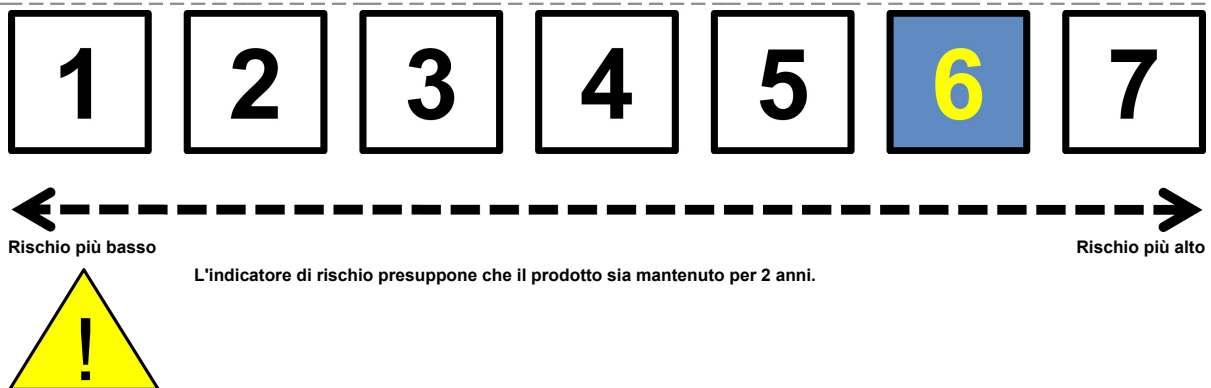 1 2 3 4 5 6 7
Rischio più basso Rischio più alto
L'indicatore di rischio presuppone che il prodotto sia mantenuto per 2 anni.
!